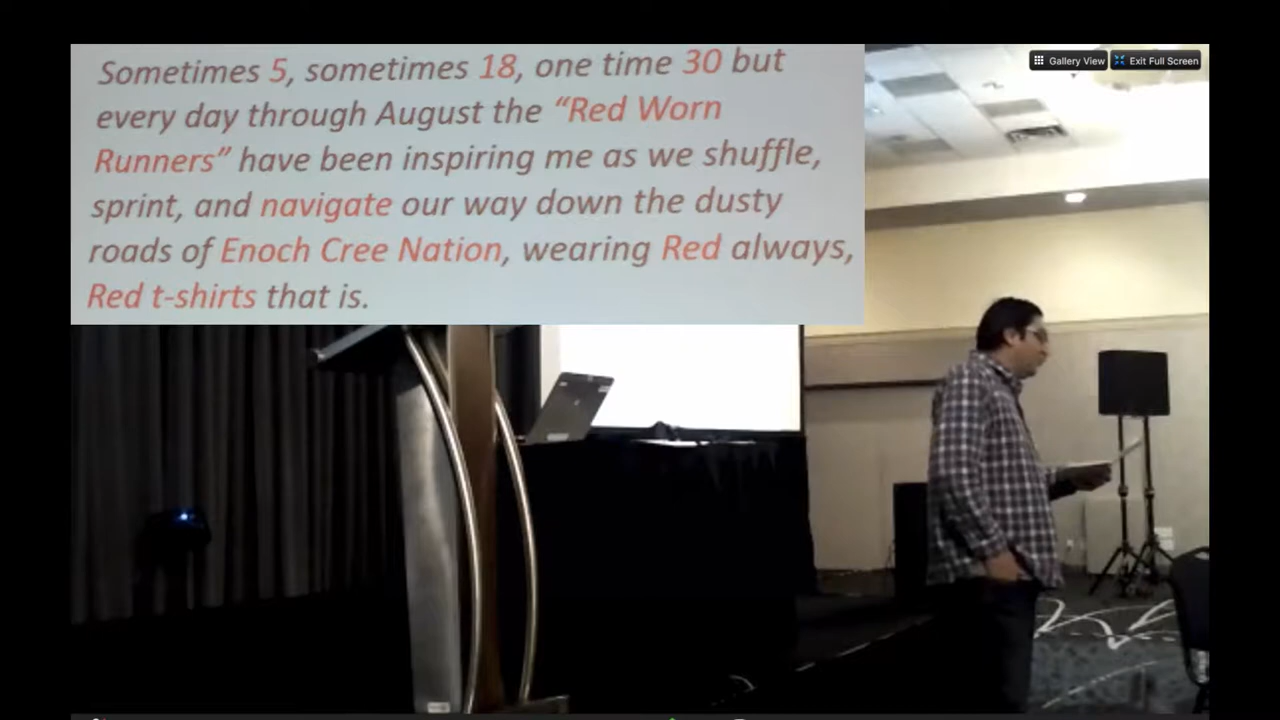 Sometimes 5, sometimes 18, one time 30 but
every day through August the “Red Worn
Runners” have been inspiring me as we shuffle,
sprint, and navigate our way down the dusty
roads of Enoch Cree Nation, wearing Red always,
Red t-shirts that is.
Gallery View Exit Full Screen